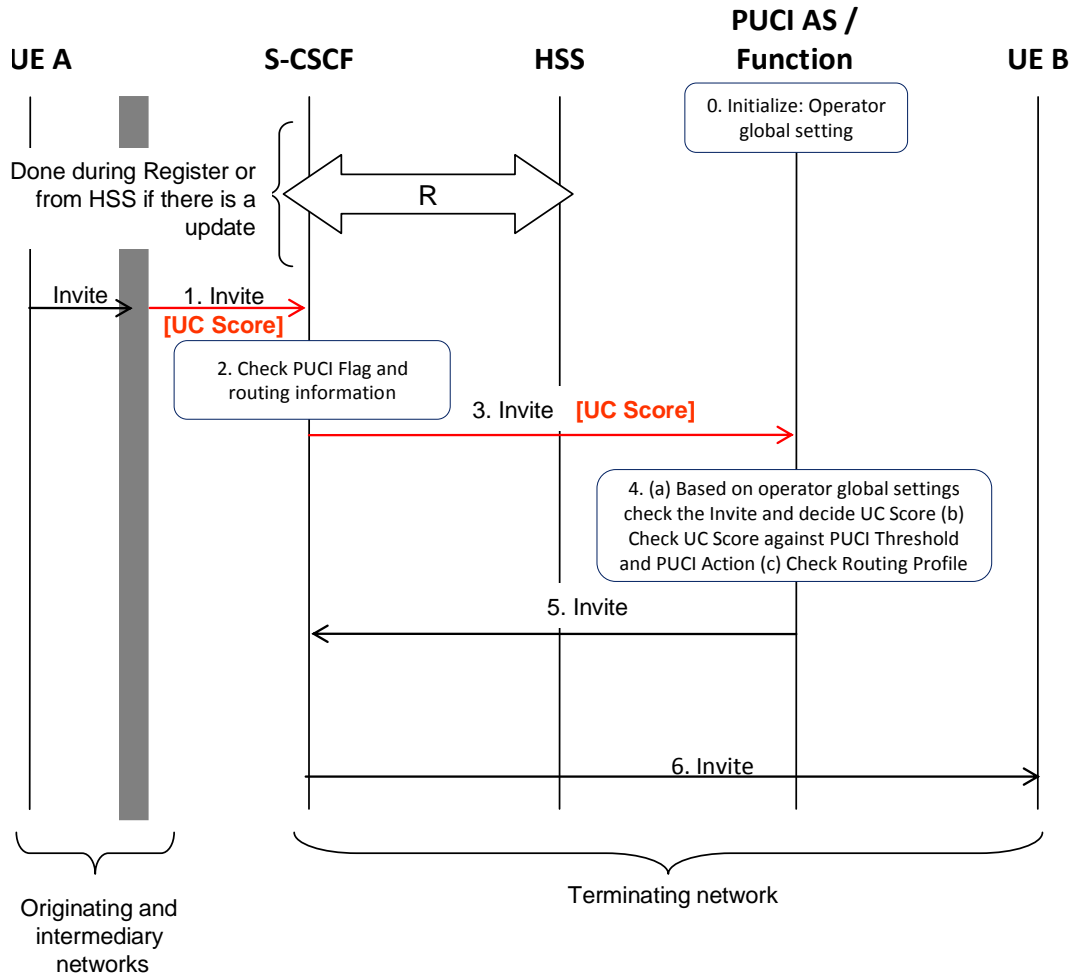 PUCI AS /
UE A
S-CSCF
HSS
Function
UE B
0. Initialize: Operator
global setting
Done during Register or
from HSS if there is a
update
R
Invite
1. Invite
[UC Score]
2. Check PUCI Flag and
routing information
3. Invite [UC Score]
4. (a) Based on operator global settings
check the Invite and decide UC Score (b)
Check UC Score against PUCI Threshold
and PUCI Action (c) Check Routing Profile
5. Invite
6. Invite
Originating and
intermediary
networks
Terminating network